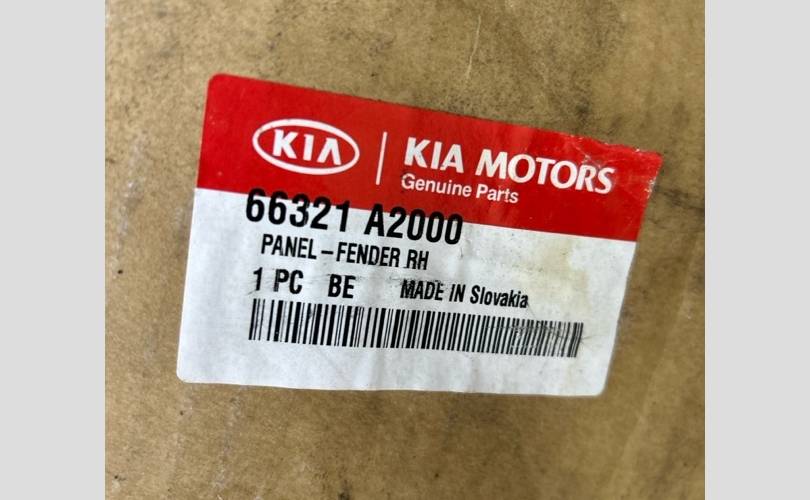 KIA
KIA MOTORS
Genuine Parts
66321 A2000
PANEL-FENDER RH
1 PC BE MADE IN Slovakia